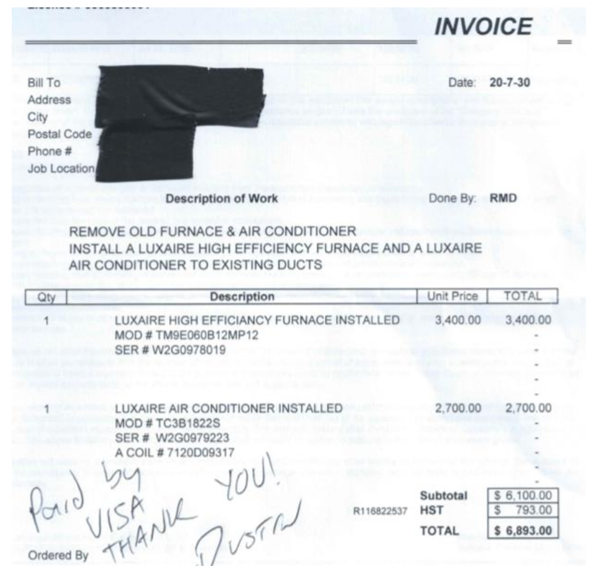 INVOICE
Bill To
Date: 20-7-30
Address
City
Postal Code
Phone #
Job Location
Description of Work
Done By: RMD
REMOVE OLD FURNACE & AIR CONDITIONER
INSTALL A LUXAIRE HIGH EFFICIENCY FURNACE AND A LUXAIRE
AIR CONDITIONER TO EXISTING DUCTS
Qty Description Unit Price TOTAL
1 LUXAIRE HIGH EFFICIANCY FURNACE INSTALLED 3,400.00 3,400.00
MOD # TM9E060B12MP12 -
SER # W2G0978019 -
-
-
1 LUXAIRE AIR CONDITIONER INSTALLED 2,700.00 2,700.00
MOD # TC3B1822S -
SER # W2G0979223 -
A COIL # 7120D09317 -
-
Paid by
VISA
THANK YOU!
DUSTIN
Subtotal $ 6,100.00
R116822537 HST $ 793.00
TOTAL $ 6,893.00
Ordered By